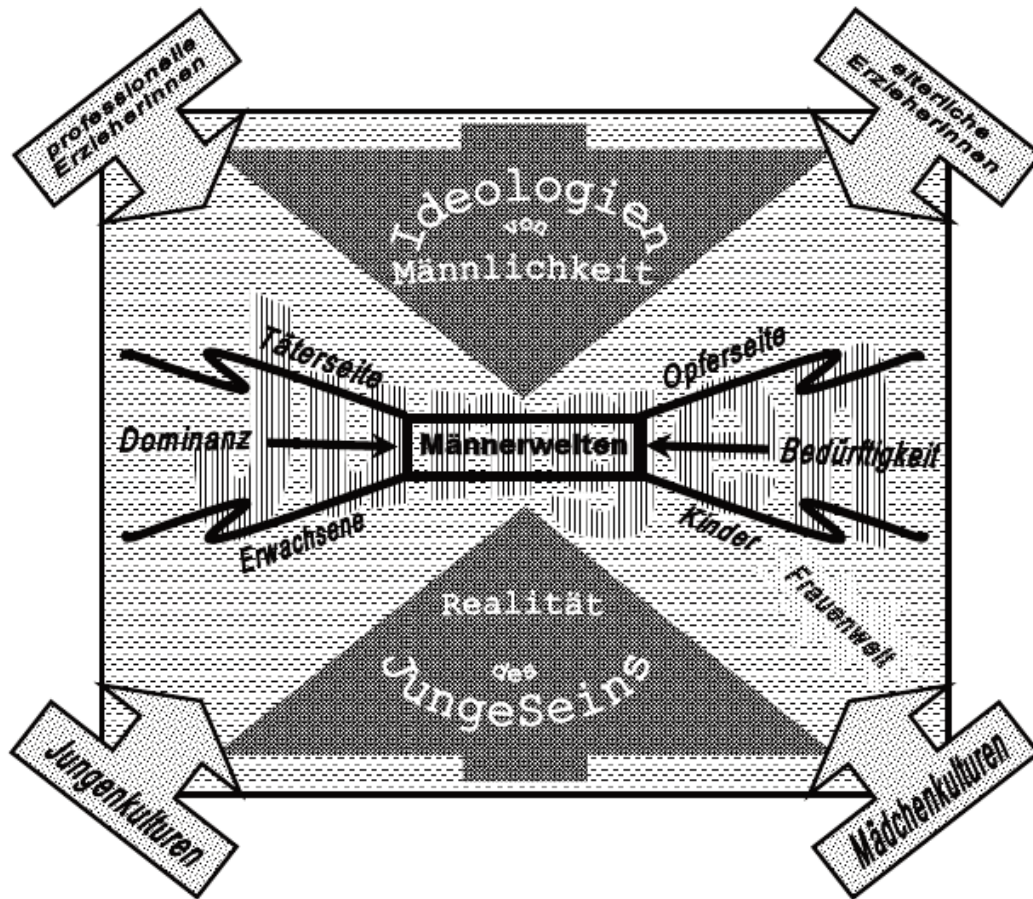 professionelle
ErzieherInnen
elterliche
ErzieherInnen
Ideologien
von
Männlichkeit
Täterseite
Opferseite
Dominanz
Männerwelten
Bedürftigkeit
Erwachsene
Kinder
Frauenwelt
Realität
des
JungeSeins
Jungenkulturen
Mädchenkulturen